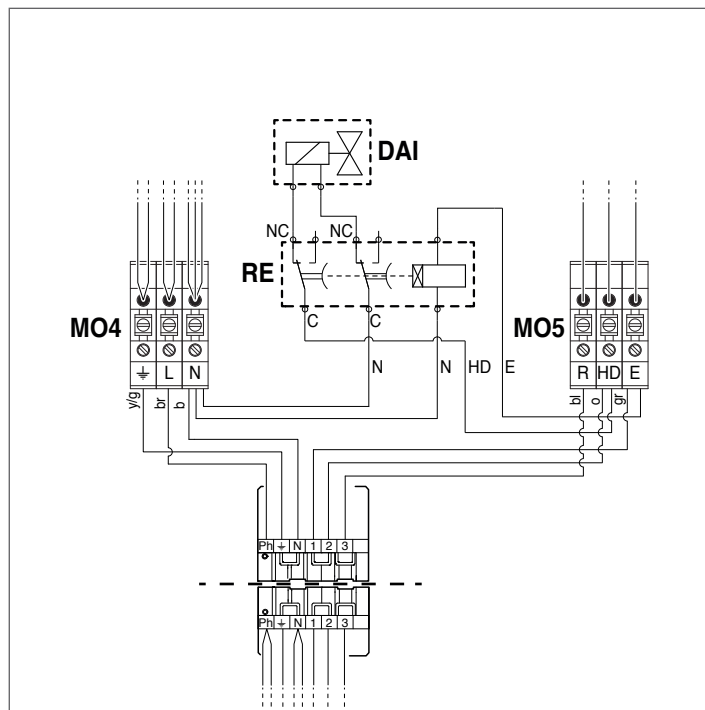 DAI
NC NC
RE
C C
MO4 MO5
N N HD E
⏚ L N R HD E
y/g br b bl o gr
Ph ⏚ N 1 2 3
Ph ⏚ N 1 2 3